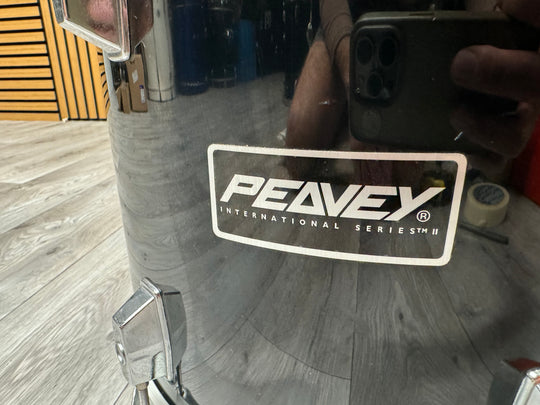 PEAVEY®
INTERNATIONAL SERIES™ II